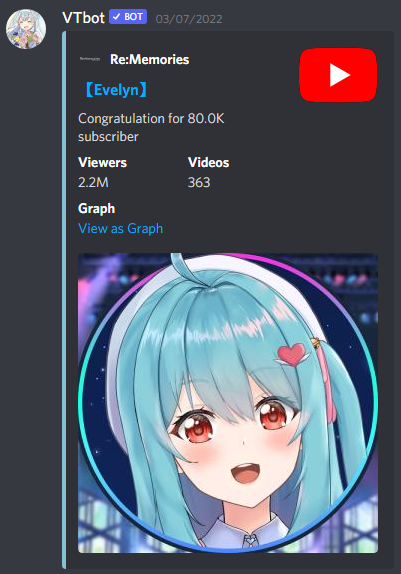 VTbot ✓ BOT 03/07/2022
Re:Memories
【Evelyn】
Congratulation for 80.0K
subscriber
Viewers Videos
2.2M 363
Graph
View as Graph